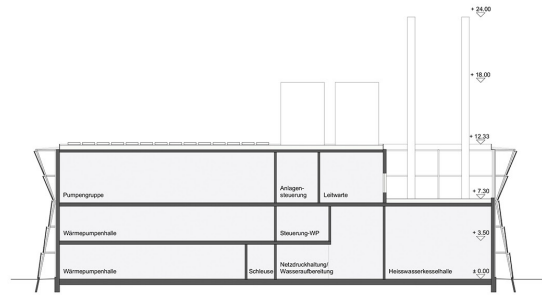 + 24.00
+ 18.00
+ 12.33
Pumpengruppe
Anlagen-
steuerung
Leitwarte
+ 7.30
Wärmepumpenhalle
Steuerung-WP
+ 3.50
Wärmepumpenhalle
Schleuse
Netzdruckhaltung/
Wasseraufbereitung
Heisswasserkesselhalle
± 0.00